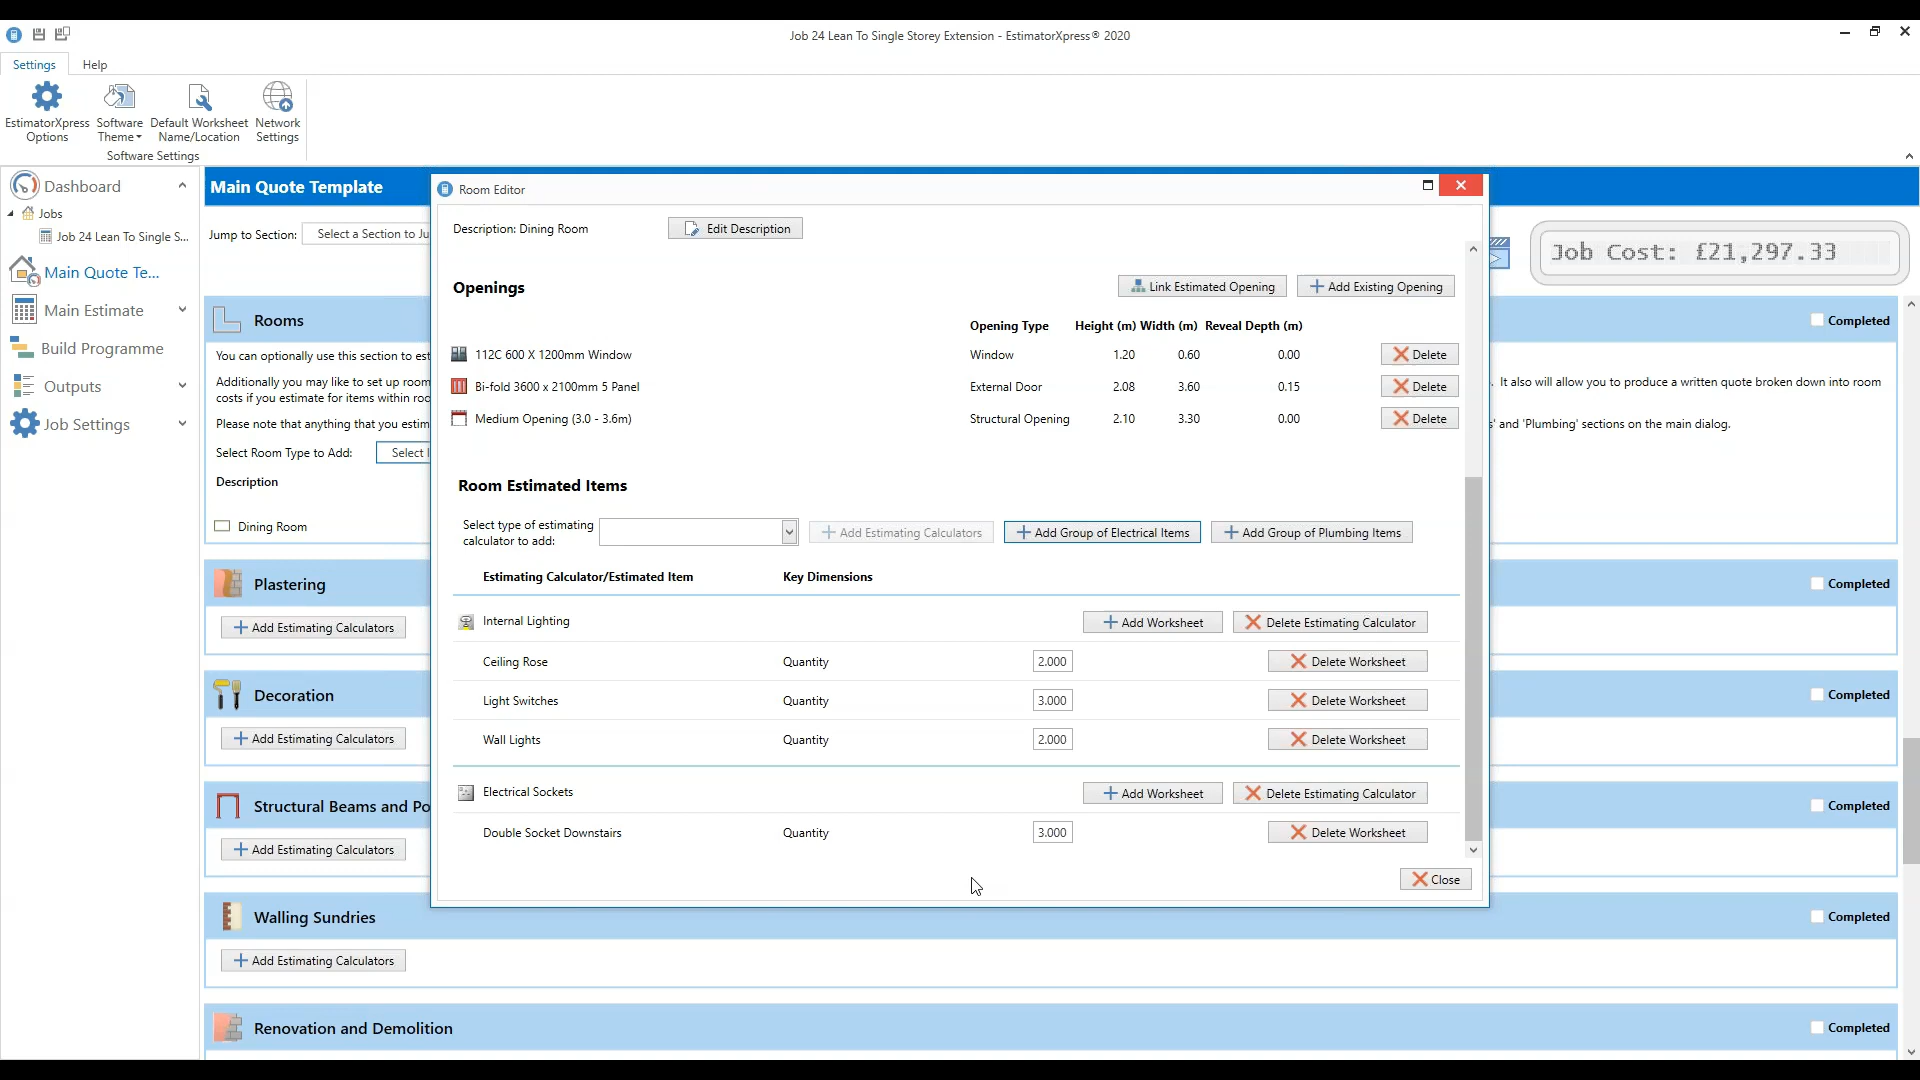 Job 24 Lean To Single Storey Extension - EstimatorXpress® 2020
Settings
Help
EstimatorXpress
Options
Software
Theme
Default Worksheet
Name/Location
Network
Settings
Software Settings
Dashboard
Jobs
Job 24 Lean To Single S...
Main Quote Te...
Main Estimate
Build Programme
Outputs
Job Settings
Main Quote Template
Jump to Section:
Select a Section to Ju
Job Cost: £21,297.33
Rooms
Completed
You can optionally use this section to est
Additionally you may like to set up room
. It also will allow you to produce a written quote broken down into room
costs if you estimate for items within roo
Please note that anything that you estim
s' and 'Plumbing' sections on the main dialog.
Select Room Type to Add:
Description
Dining Room
Plastering
Completed
Add Estimating Calculators
Decoration
Completed
Add Estimating Calculators
Structural Beams and Po
Completed
Add Estimating Calculators
Walling Sundries
Completed
Add Estimating Calculators
Renovation and Demolition
Completed
Room Editor
Description: Dining Room
Edit Description
Openings
Link Estimated Opening
Add Existing Opening
Opening Type Height (m) Width (m) Reveal Depth (m)
112C 600 X 1200mm Window Window 1.20 0.60 0.00 Delete
Bi-fold 3600 x 2100mm 5 Panel External Door 2.08 3.60 0.15 Delete
Medium Opening (3.0 - 3.6m) Structural Opening 2.10 3.30 0.00 Delete
Room Estimated Items
Select type of estimating
calculator to add:
Add Estimating Calculators
Add Group of Electrical Items
Add Group of Plumbing Items
Estimating Calculator/Estimated Item Key Dimensions
Internal Lighting Add Worksheet Delete Estimating Calculator
Ceiling Rose Quantity 2.000 Delete Worksheet
Light Switches Quantity 3.000 Delete Worksheet
Wall Lights Quantity 2.000 Delete Worksheet
Electrical Sockets Add Worksheet Delete Estimating Calculator
Double Socket Downstairs Quantity 3.000 Delete Worksheet
Close